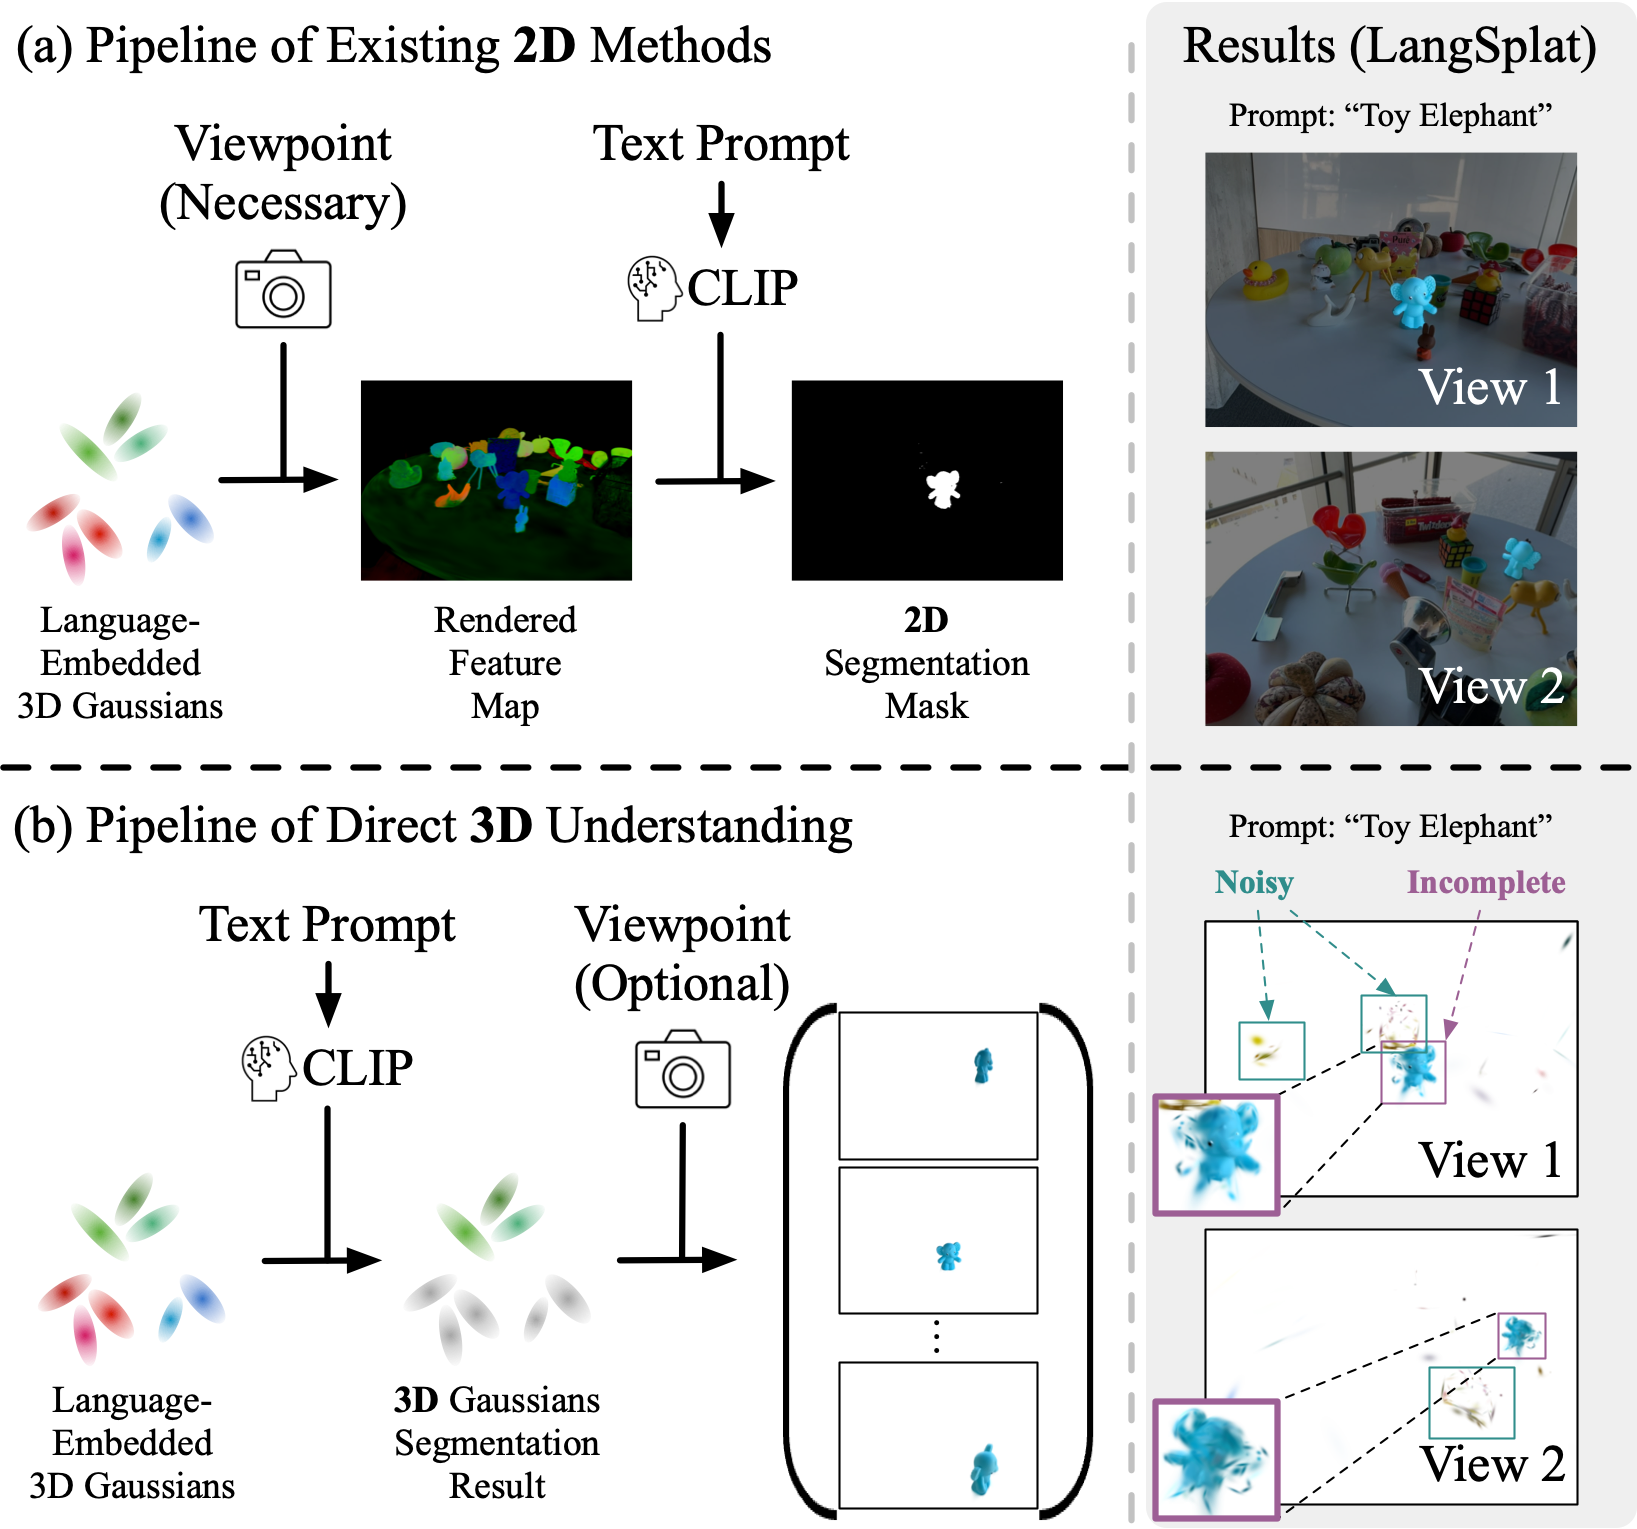 (a) Pipeline of Existing 2D Methods
Viewpoint
(Necessary)
Text Prompt
CLIP
Language-
Embedded
3D Gaussians
Rendered
Feature
Map
2D
Segmentation
Mask
Results (LangSplat)
Prompt: “Toy Elephant”
Pure
View 1
View 2
(b) Pipeline of Direct 3D Understanding
Text Prompt
CLIP
Viewpoint
(Optional)
Language-
Embedded
3D Gaussians
3D Gaussians
Segmentation
Result
Prompt: “Toy Elephant”
Noisy
Incomplete
View 1
View 2